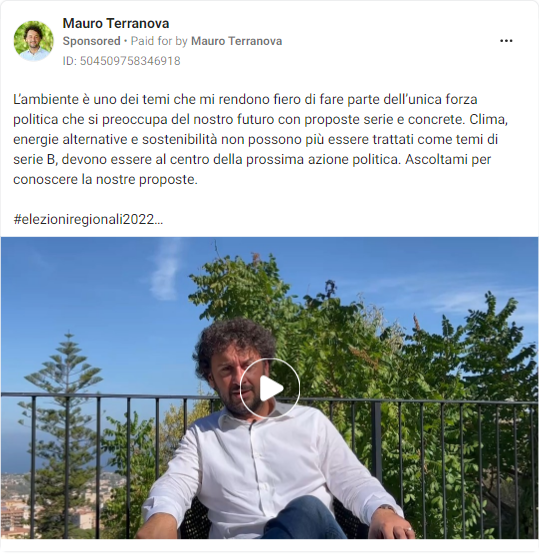 Mauro Terranova
Sponsored • Paid for by Mauro Terranova
ID: 504509758346918
L'ambiente è uno dei temi che mi rendono fiero di fare parte dell'unica forza
politica che si preoccupa del nostro futuro con proposte serie e concrete. Clima,
energie alternative e sostenibilità non possono più essere trattati come temi di
serie B, devono essere al centro della prossima azione politica. Ascoltami per
conoscere la nostre proposte.
#elezioniregionali2022...